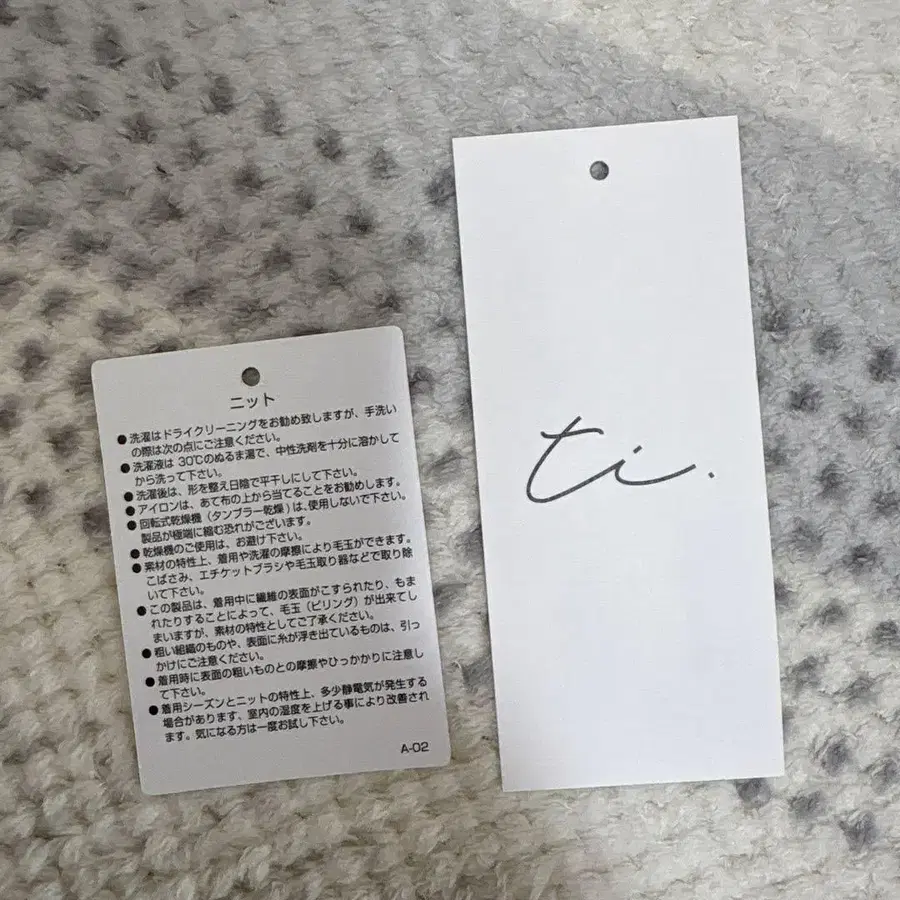 ニット
●洗濯はドライクリーニングをお勧め致しますが、手洗い
の際は次の点にご注意ください。
●洗濯液は 30℃のぬるま湯で、中性洗剤を十分に溶かして
から洗って下さい。
●洗濯後は、形を整え日陰で平干しにして下さい。
●アイロンは、あて布の上から当てることをお勧めします。
●回転式乾燥機（タンブラー乾燥）は、使用しないで下さい。
製品が極端に縮む恐れがございます。
●乾燥機のご使用は、お避け下さい。
●素材の特性上、着用や洗濯の摩擦により毛玉ができます。
こばさみ、エチケットブラシや毛玉取り器などで取り除
いて下さい。
●この製品は、着用中に繊維の表面がこすられたり、もま
れたりすることによって、毛玉（ピリング）が出来てし
まいますが、素材の特性としてご了承ください。
●粗い組織のものや、表面に糸が浮き出ているものは、引っ
かけにご注意ください。
●着用時に表面の粗いものとの摩擦やひっかかりに注意し
て下さい。
●着用シーズンとニットの特性上、多少静電気が発生する
場合があります、室内の湿度を上げる事により改善され
ます。気になる方は一度お試し下さい。
A-02
ti.